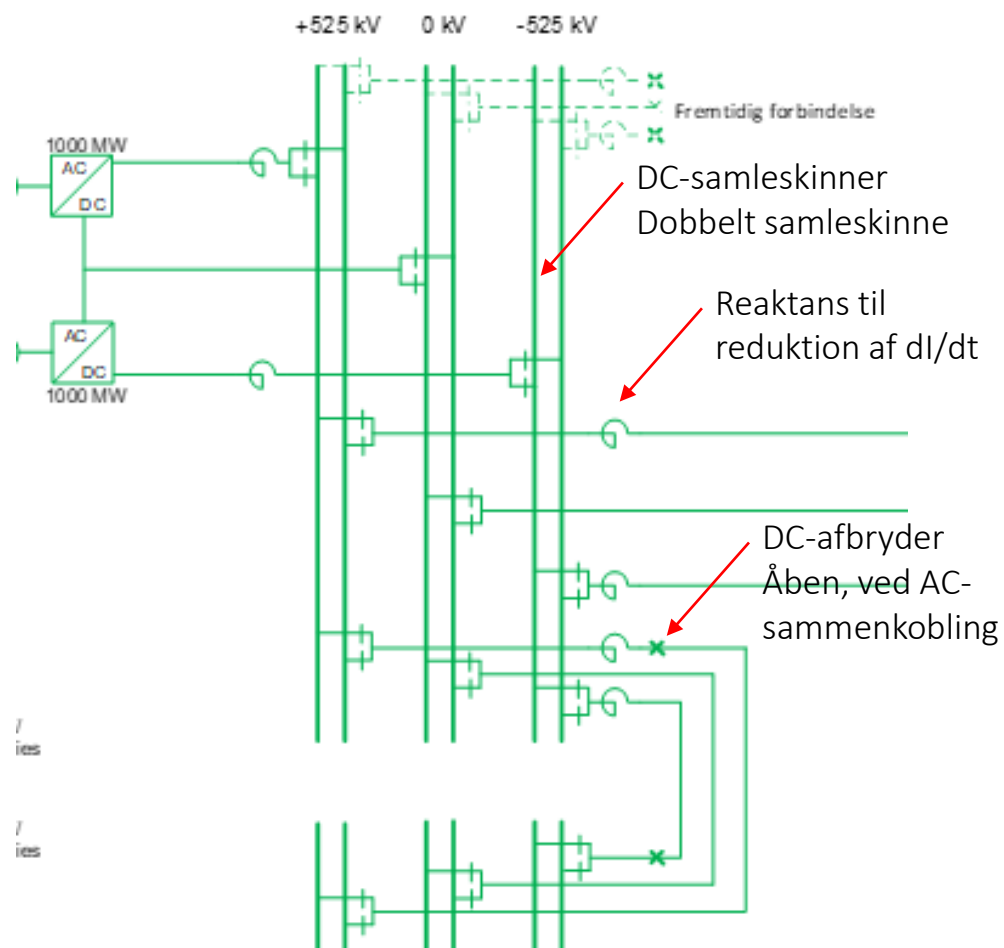 +525 kV 0 kV -525 kV
Fremtidig forbindelse
1000 MW
AC
DC
DC-samleskinner
Dobbelt samleskinne
Reaktans til
reduktion af dI/dt
AC
DC
1000 MW
DC-afbryder
Åben, ved AC-
sammenkobling
ies
ies